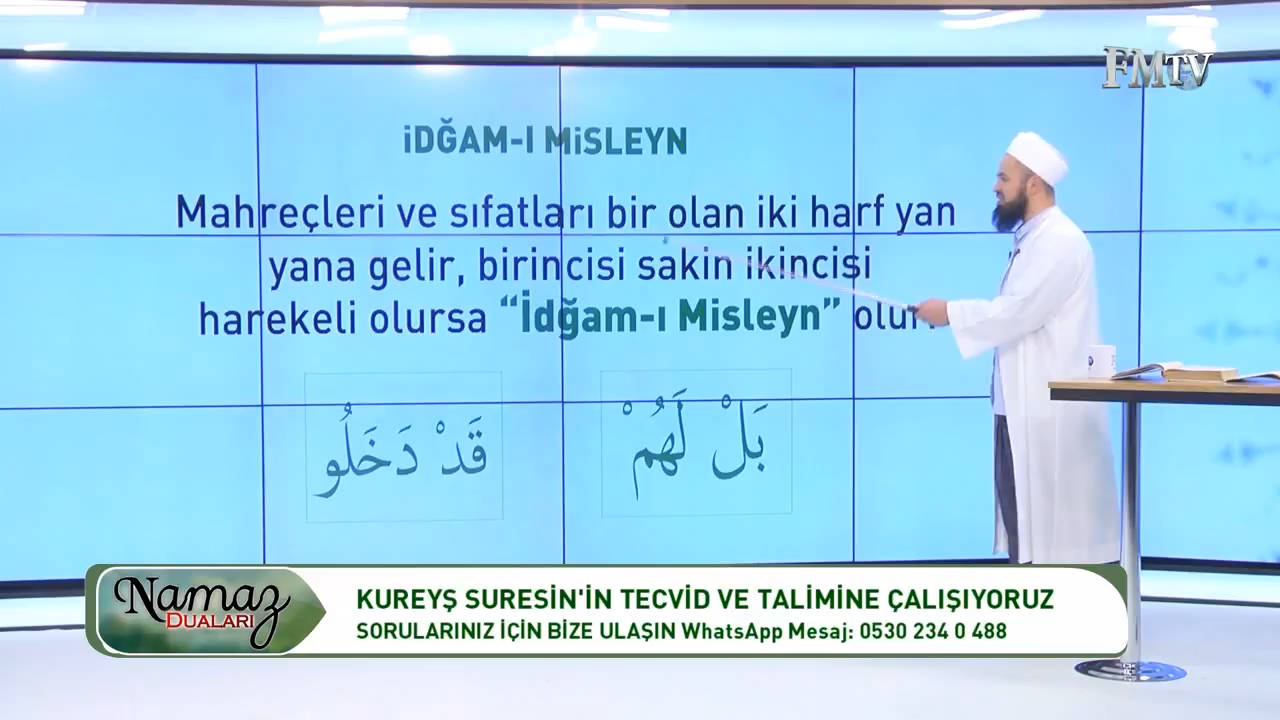 FMTV
İDĞAM-I MİSLEYN
Mahreçleri ve sıfatları bir olan iki harf yan
yana gelir, birincisi sakin ikincisi
harekeli olursa “İdğam-ı Misleyn” olur.
بَلْ لَهُمْ
قَدْ دَخَلُو
Namaz
DUALARI
KUREYŞ SURESİN'İN TECVİD VE TALİMİNE ÇALIŞIYORUZ
SORULARINIZ İÇİN BİZE ULAŞIN WhatsApp Mesaj: 0530 234 0 488